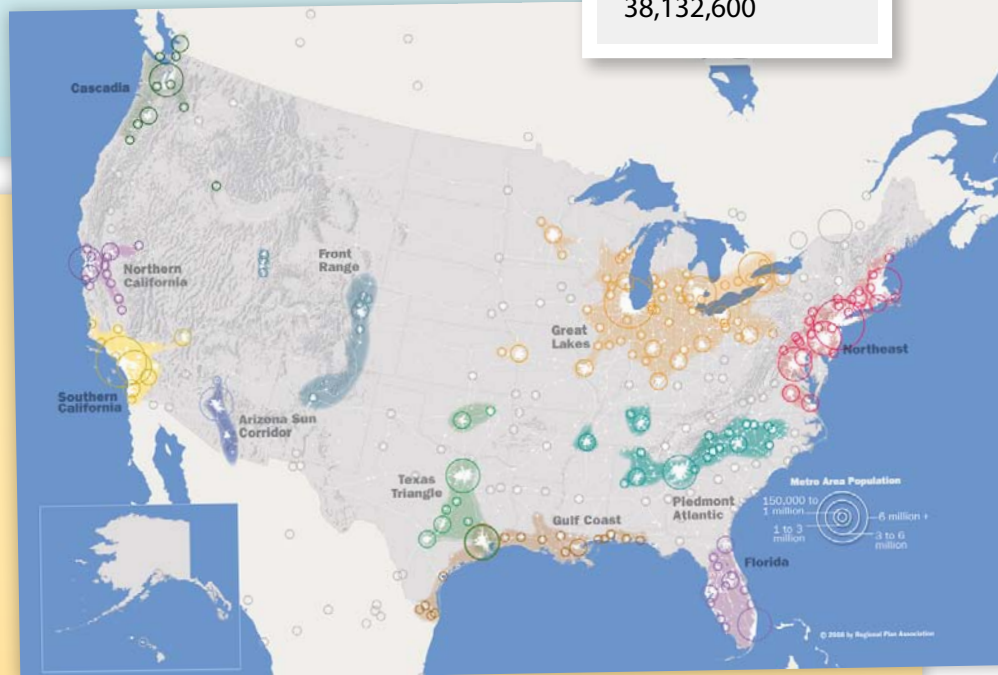 38,132,600
Cascadia
Northern
California
Front
Range
Great
Lakes
Northeast
Southern
California
Arizona Sun
Corridor
Texas
Triangle
Gulf Coast
Piedmont
Atlantic
Metro Area Population
150,000 to
1 million
6 million +
1 to 3
million
3 to 6
million
Florida
© 2008 by Regional Plan Association